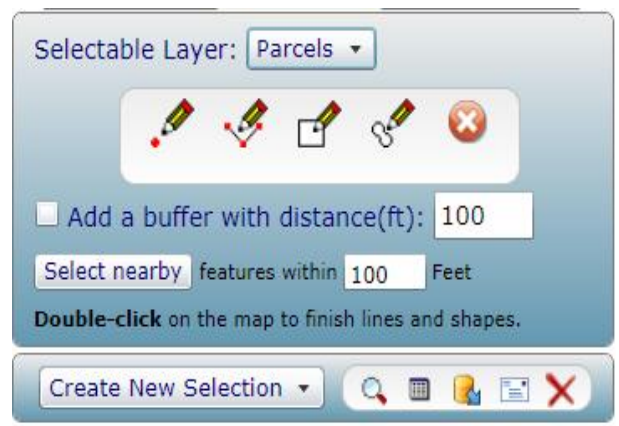 Selectable Layer: Parcels
Add a buffer with distance(ft): 100
Select nearby features within 100 Feet
Double-click on the map to finish lines and shapes.
Create New Selection